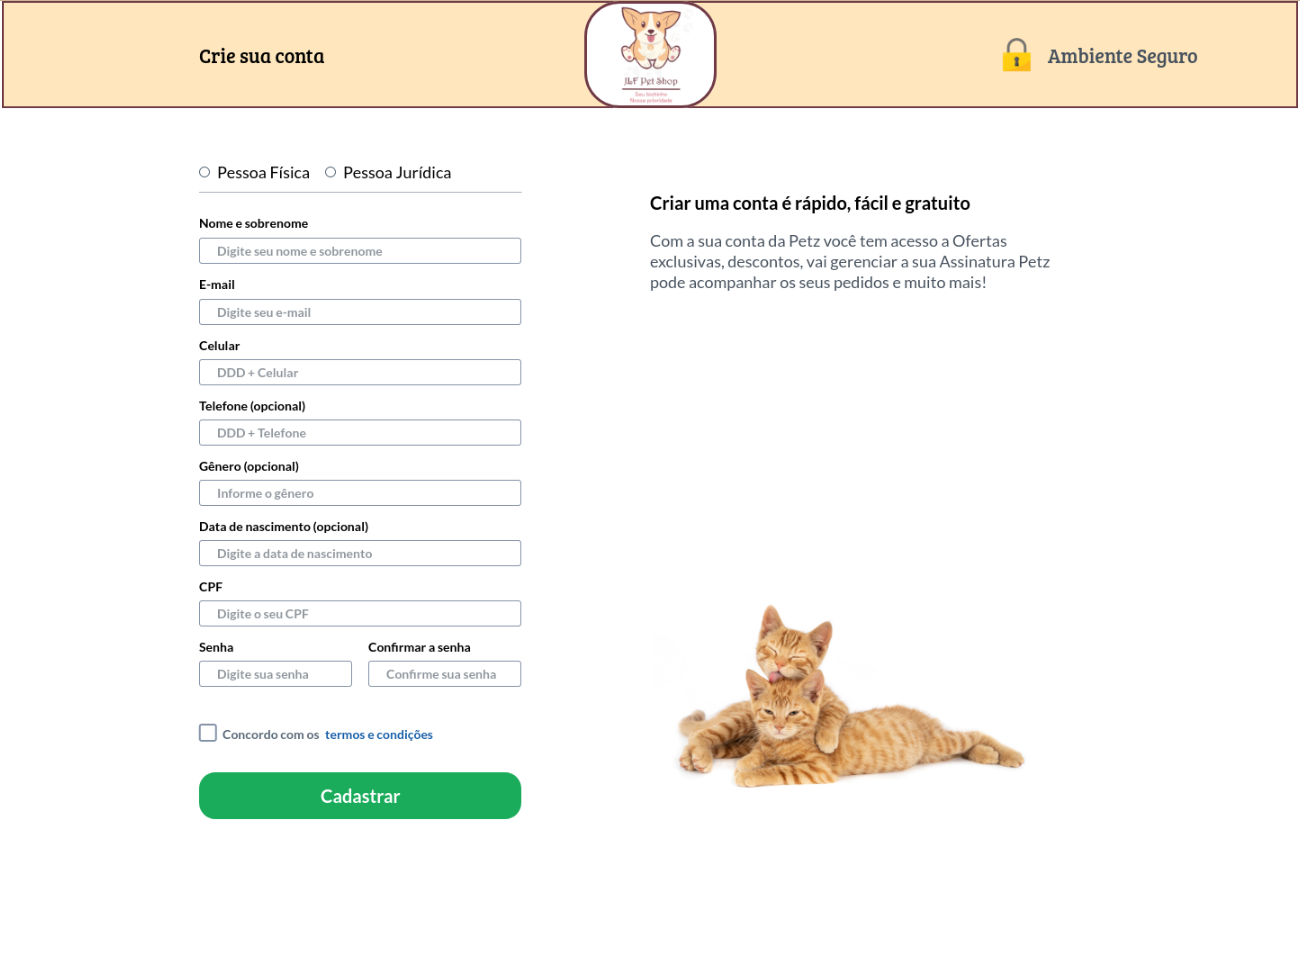 Crie sua conta
J&F Pet Shop
Seu bichinho
Nossa prioridade
Ambiente Seguro
Pessoa Física
Pessoa Jurídica
Nome e sobrenome
Digite seu nome e sobrenome
E-mail
Digite seu e-mail
Celular
DDD + Celular
Telefone (opcional)
DDD + Telefone
Gênero (opcional)
Informe o gênero
Data de nascimento (opcional)
Digite a data de nascimento
CPF
Digite o seu CPF
Senha
Confirmar a senha
Digite sua senha
Confirme sua senha
Concordo com os termos e condições
Cadastrar
Criar uma conta é rápido, fácil e gratuito
Com a sua conta da Petz você tem acesso a Ofertas
exclusivas, descontos, vai gerenciar a sua Assinatura Petz
pode acompanhar os seus pedidos e muito mais!